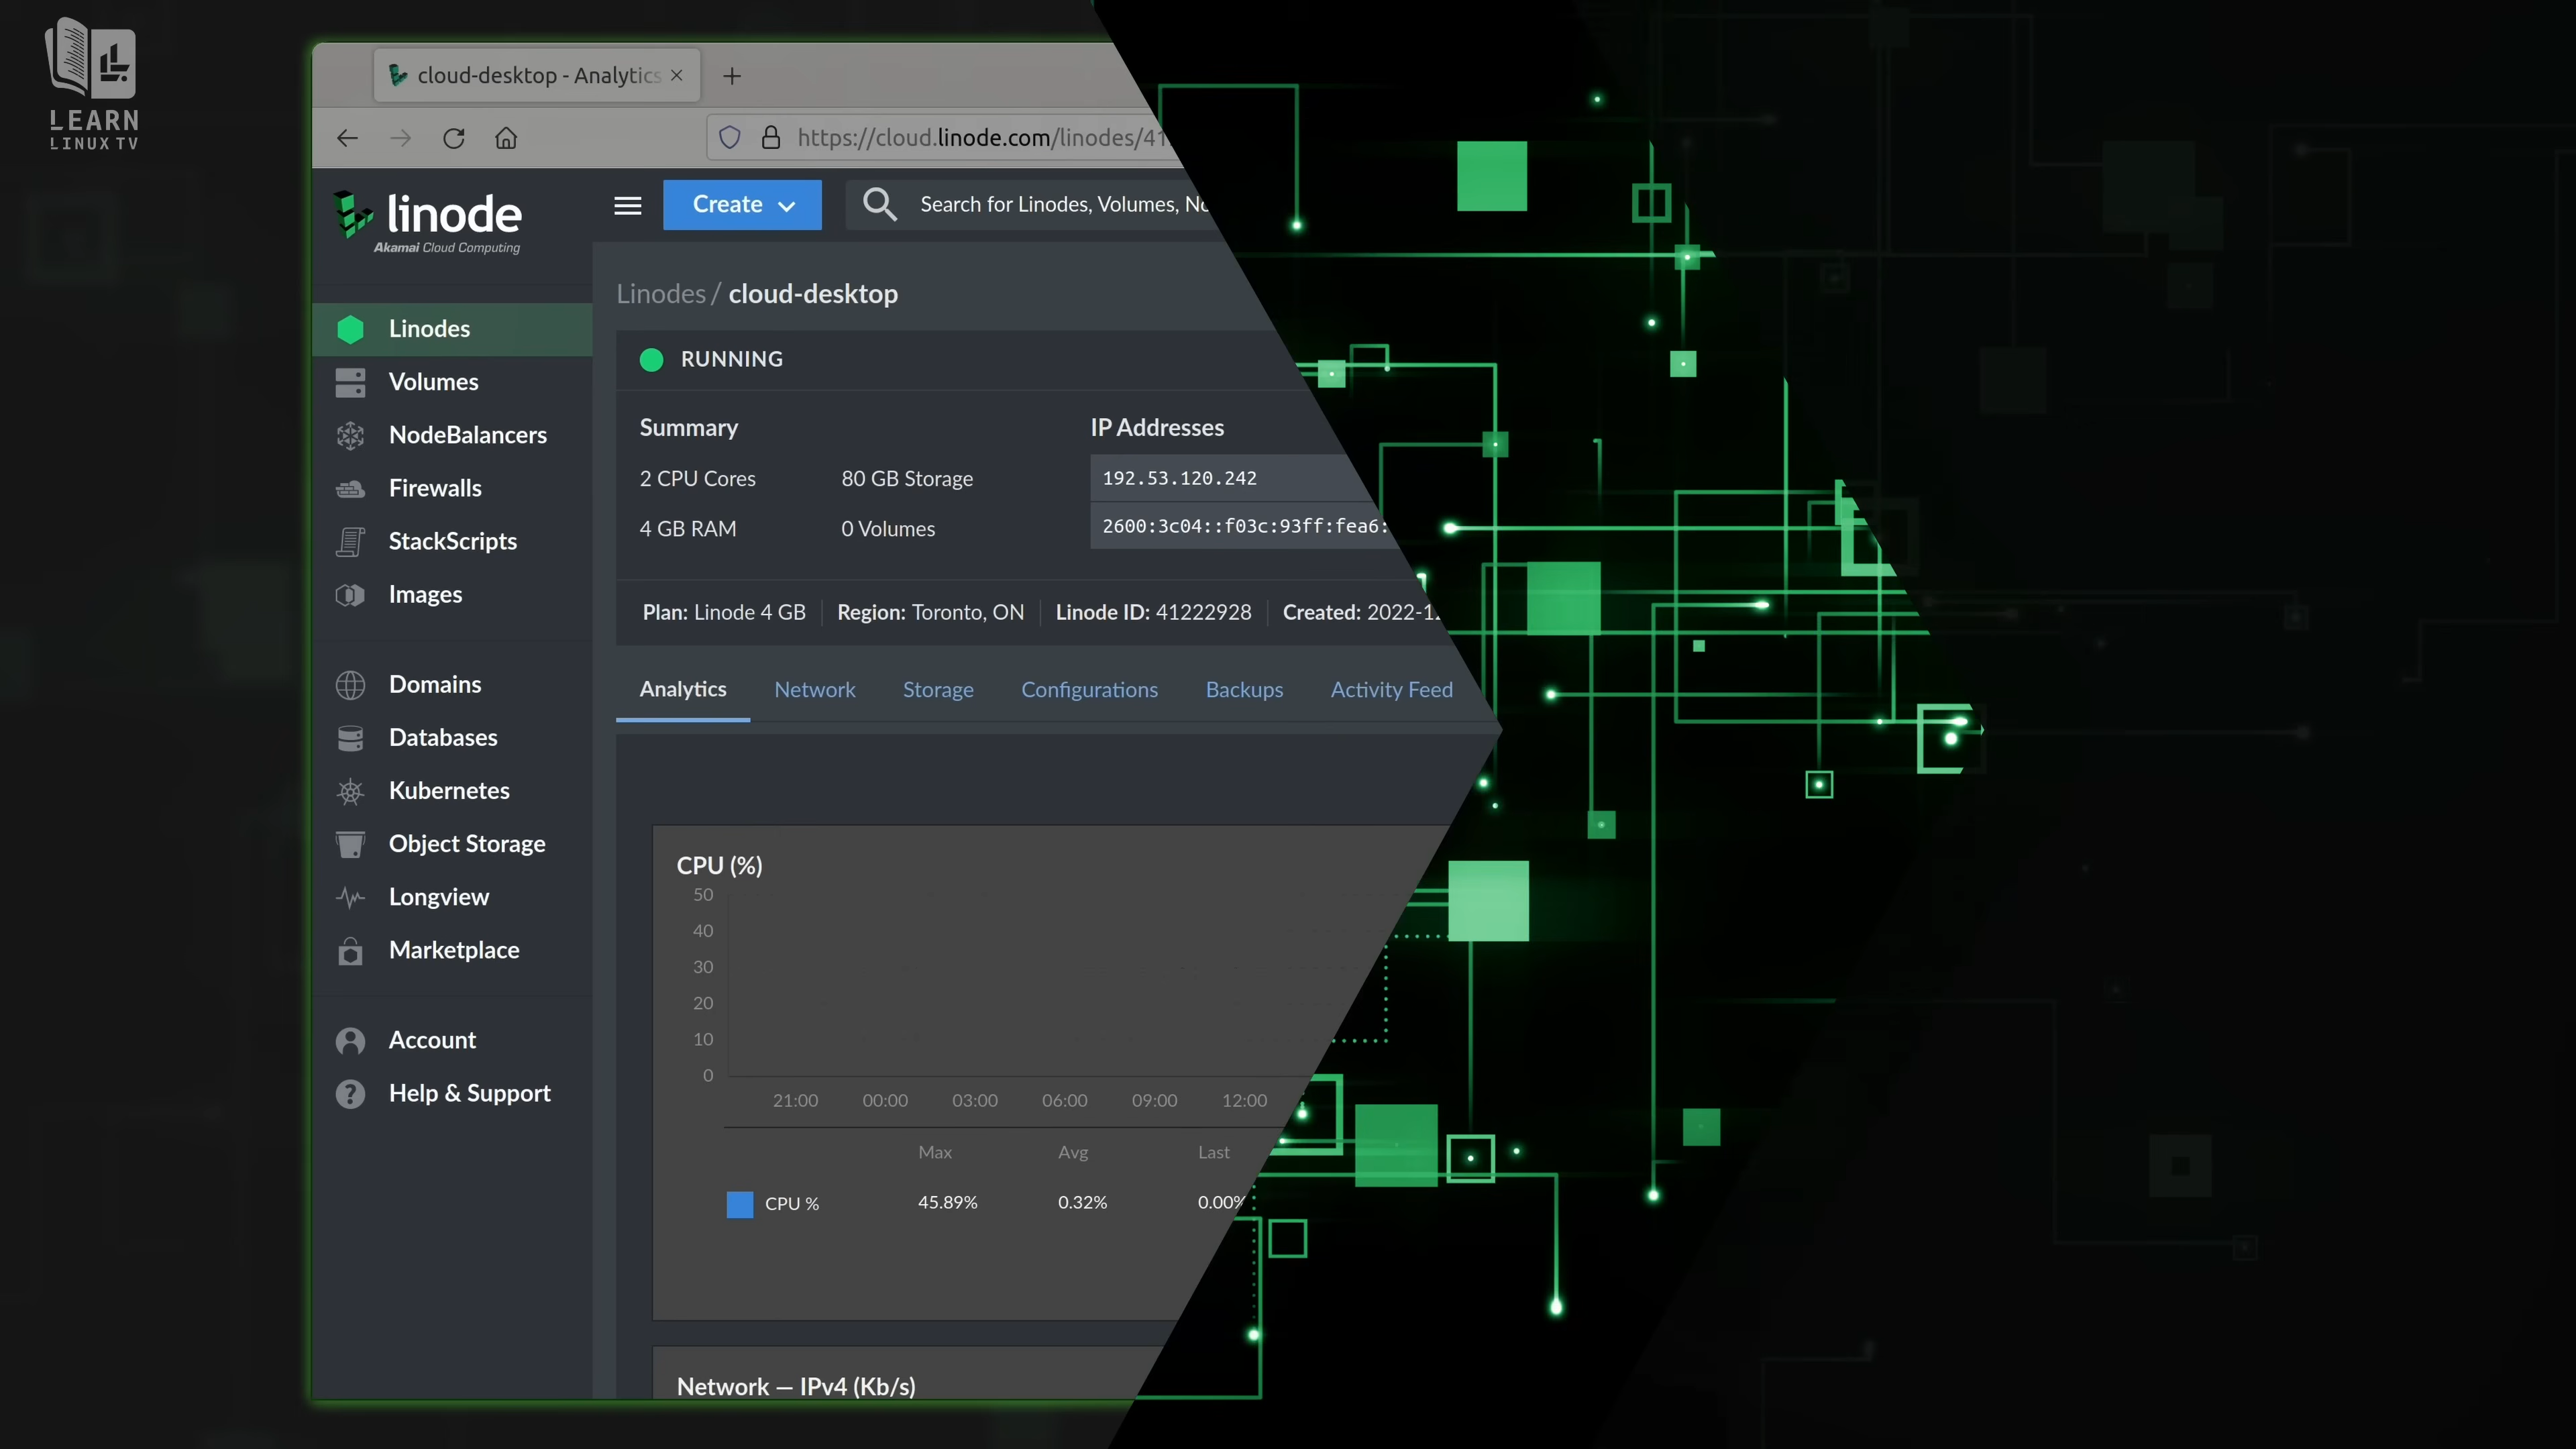 LEARN
LINUX TV
cloud-desktop - Analytics
https://cloud.linode.com/linodes/41
linode
Akamai Cloud Computing
Create
Search for Linodes, Volumes,
Linodes / cloud-desktop
Linodes
Volumes
NodeBalancers
Firewalls
StackScripts
Images
Domains
Databases
Kubernetes
Object Storage
Longview
Marketplace
Account
Help & Support
RUNNING
Summary
IP Addresses
2 CPU Cores 80 GB Storage 192.53.120.242
4 GB RAM 0 Volumes 2600:3c04::f03c:93ff:fea6:
Plan: Linode 4 GB Region: Toronto, ON Linode ID: 41222928 Created: 2022-1
Analytics Network Storage Configurations Backups Activity Feed
CPU (%)
50
40
30
20
10
0
21:00 00:00 03:00 06:00 09:00 12:00
Max Avg Last
CPU % 45.89% 0.32% 0.00%
Network — IPv4 (Kb/s)